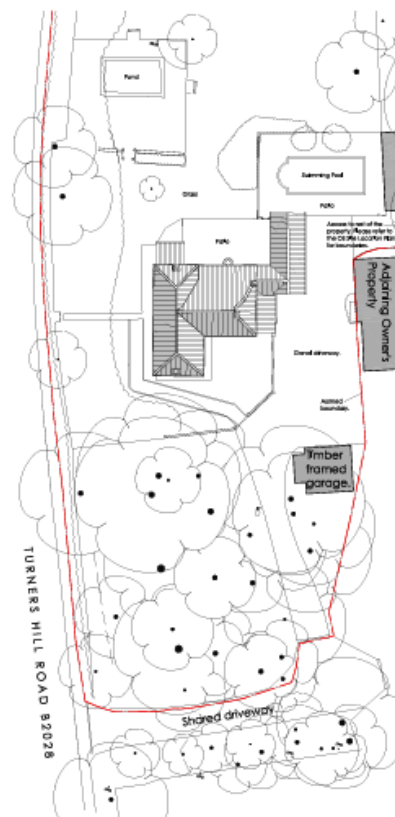 Pond
Grass
Swimming Pool
Patio
Patio
Access to rest of the
property. Please refer to
the OS Site Location Plan
for boundaries.
Adjoining Owner's
Property
Gravel driveway.
Assumed
boundary.
Timber
framed
garage.
TURNERS HILL ROAD B2028
Shared driveway